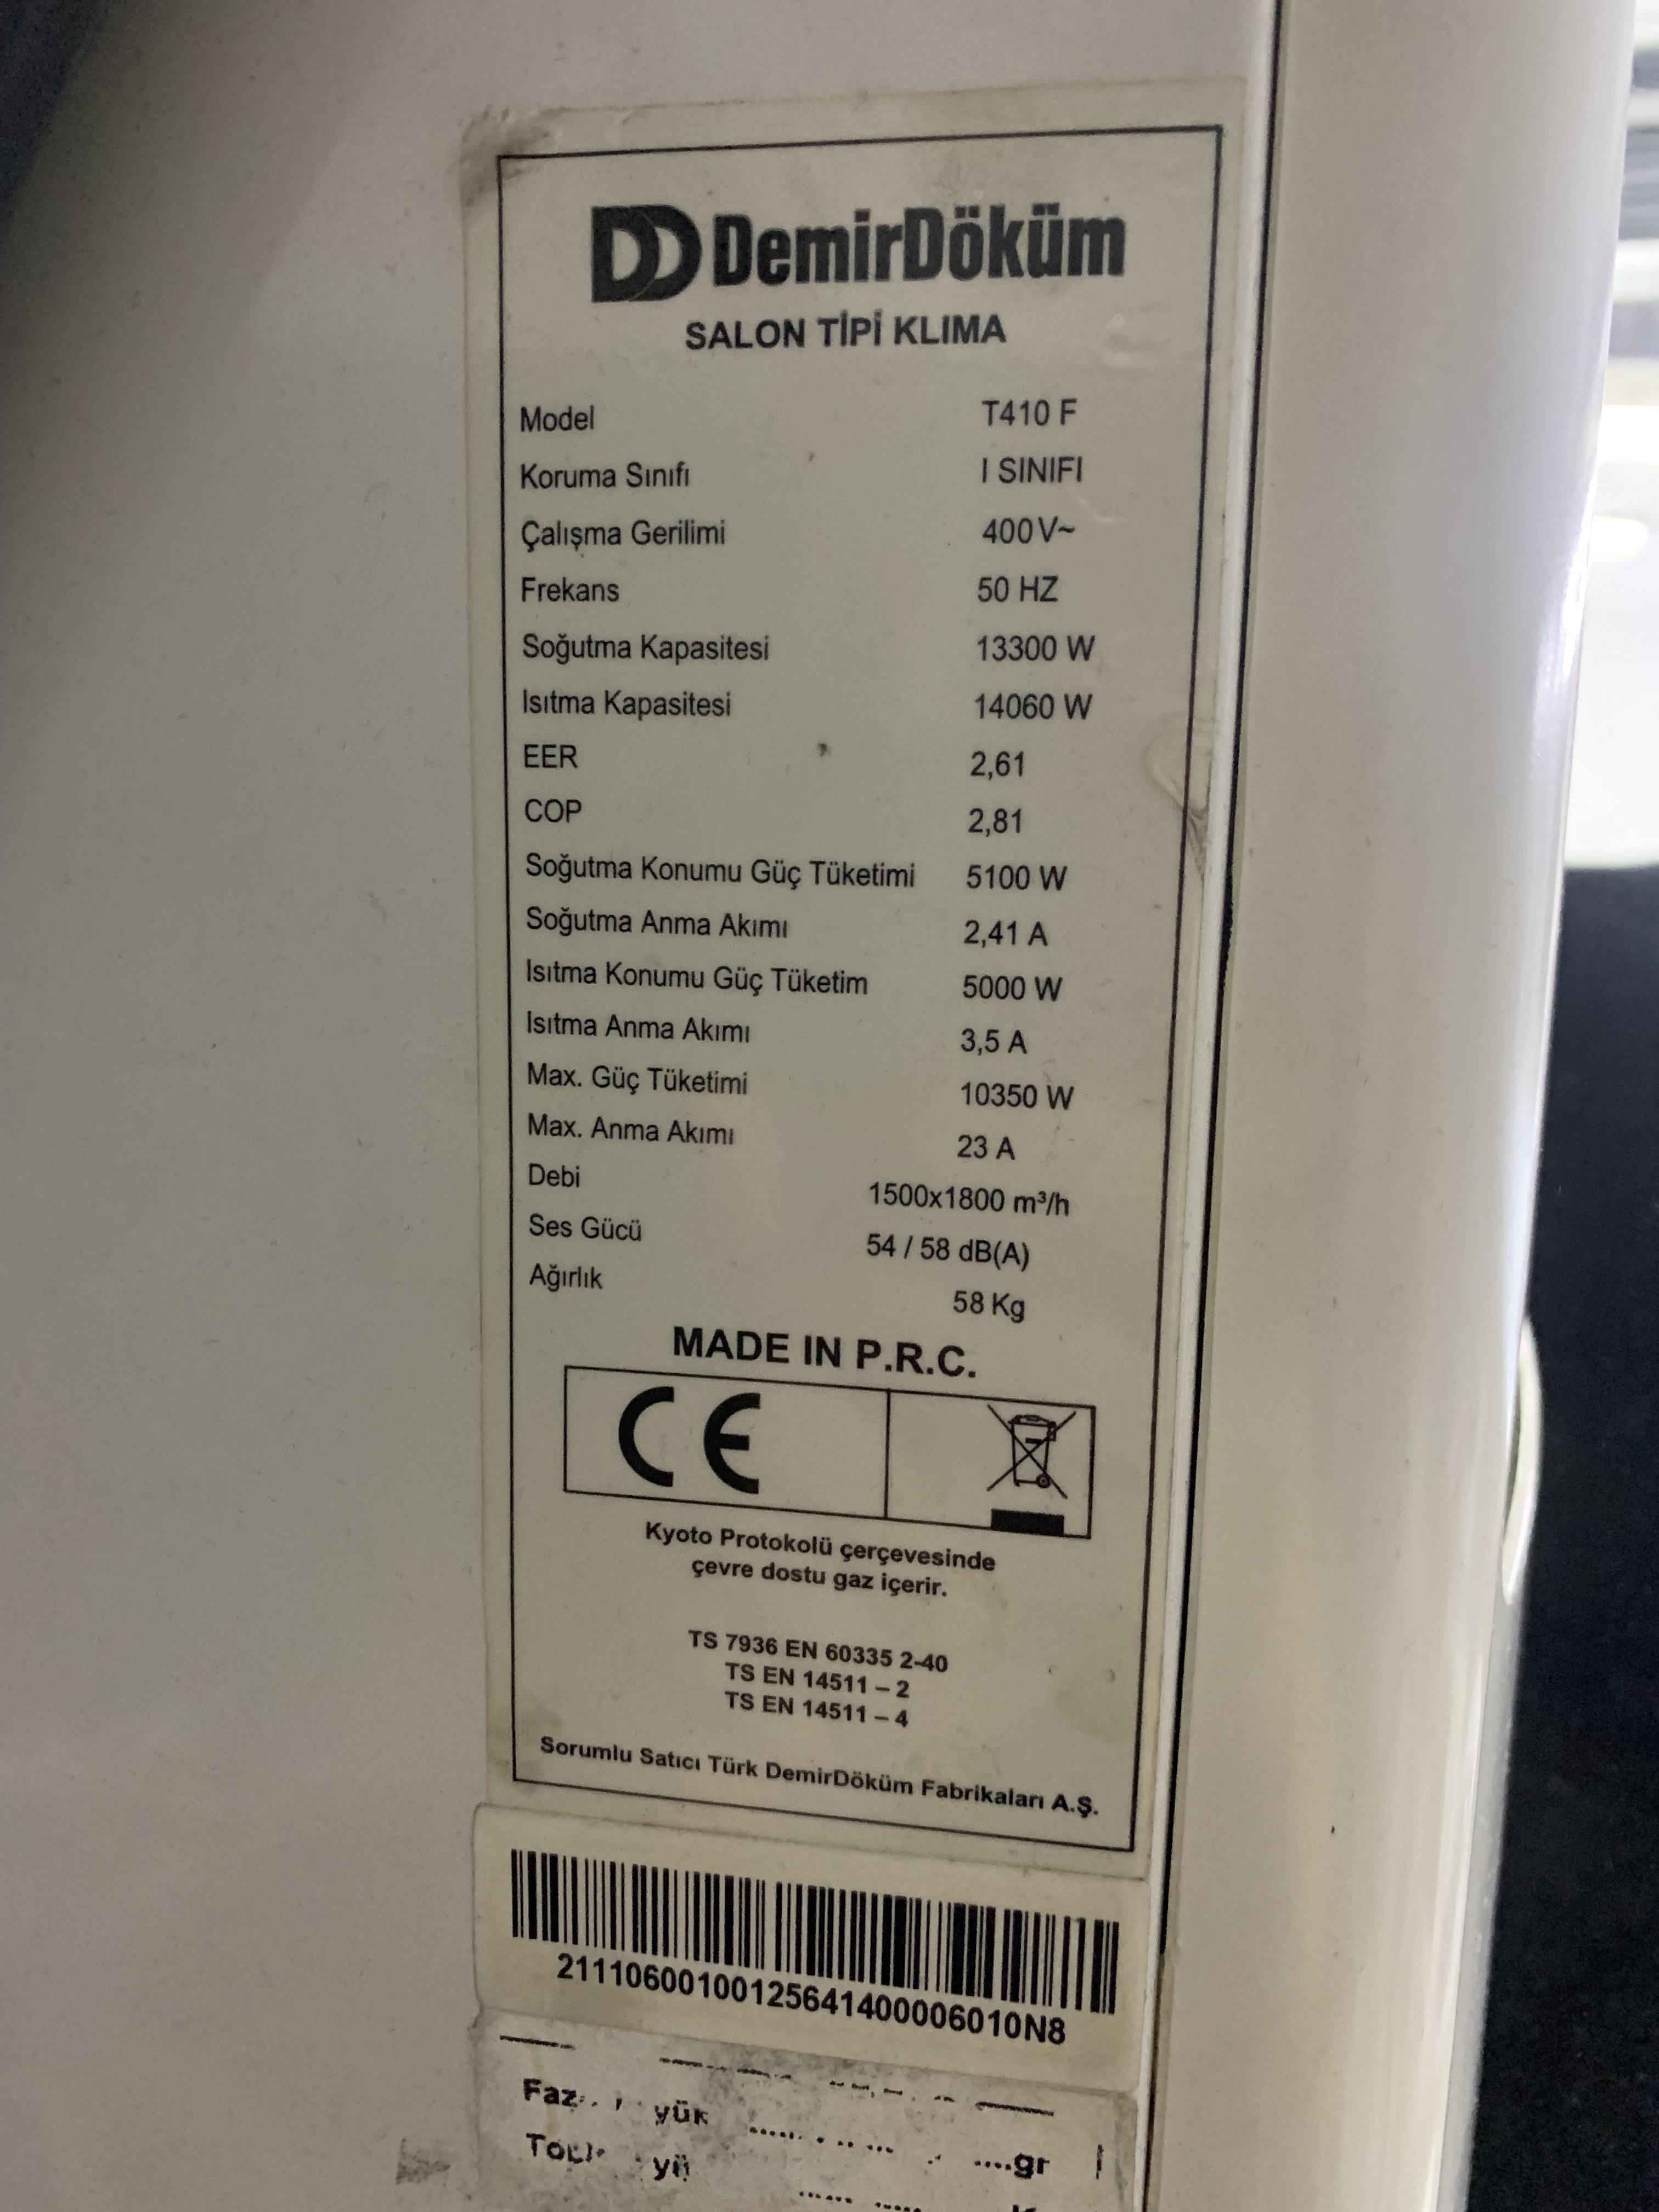 DemirDöküm
SALON TİPİ KLIMA
Model T410 F
Koruma Sınıfı I SINIFI
Çalışma Gerilimi 400V~
Frekans 50 HZ
Soğutma Kapasitesi 13300 W
Isıtma Kapasitesi 14060 W
EER 2,61
COP 2,81
Soğutma Konumu Güç Tüketimi 5100 W
Soğutma Anma Akımı 2,41 A
Isıtma Konumu Güç Tüketim 5000 W
Isıtma Anma Akımı 3,5 A
Max. Güç Tüketimi 10350 W
Max. Anma Akımı 23 A
Debi 1500x1800 m³/h
Ses Gücü 54 / 58 dB(A)
Ağırlık 58 Kg
MADE IN P.R.C.
CE
Kyoto Protokolü çerçevesinde
çevre dostu gaz içerir.
TS 7936 EN 60335 2-40
TS EN 14511 – 2
TS EN 14511 – 4
Sorumlu Satıcı Türk DemirDöküm Fabrikaları A.Ş.
21110600100125641400006010N8
gr